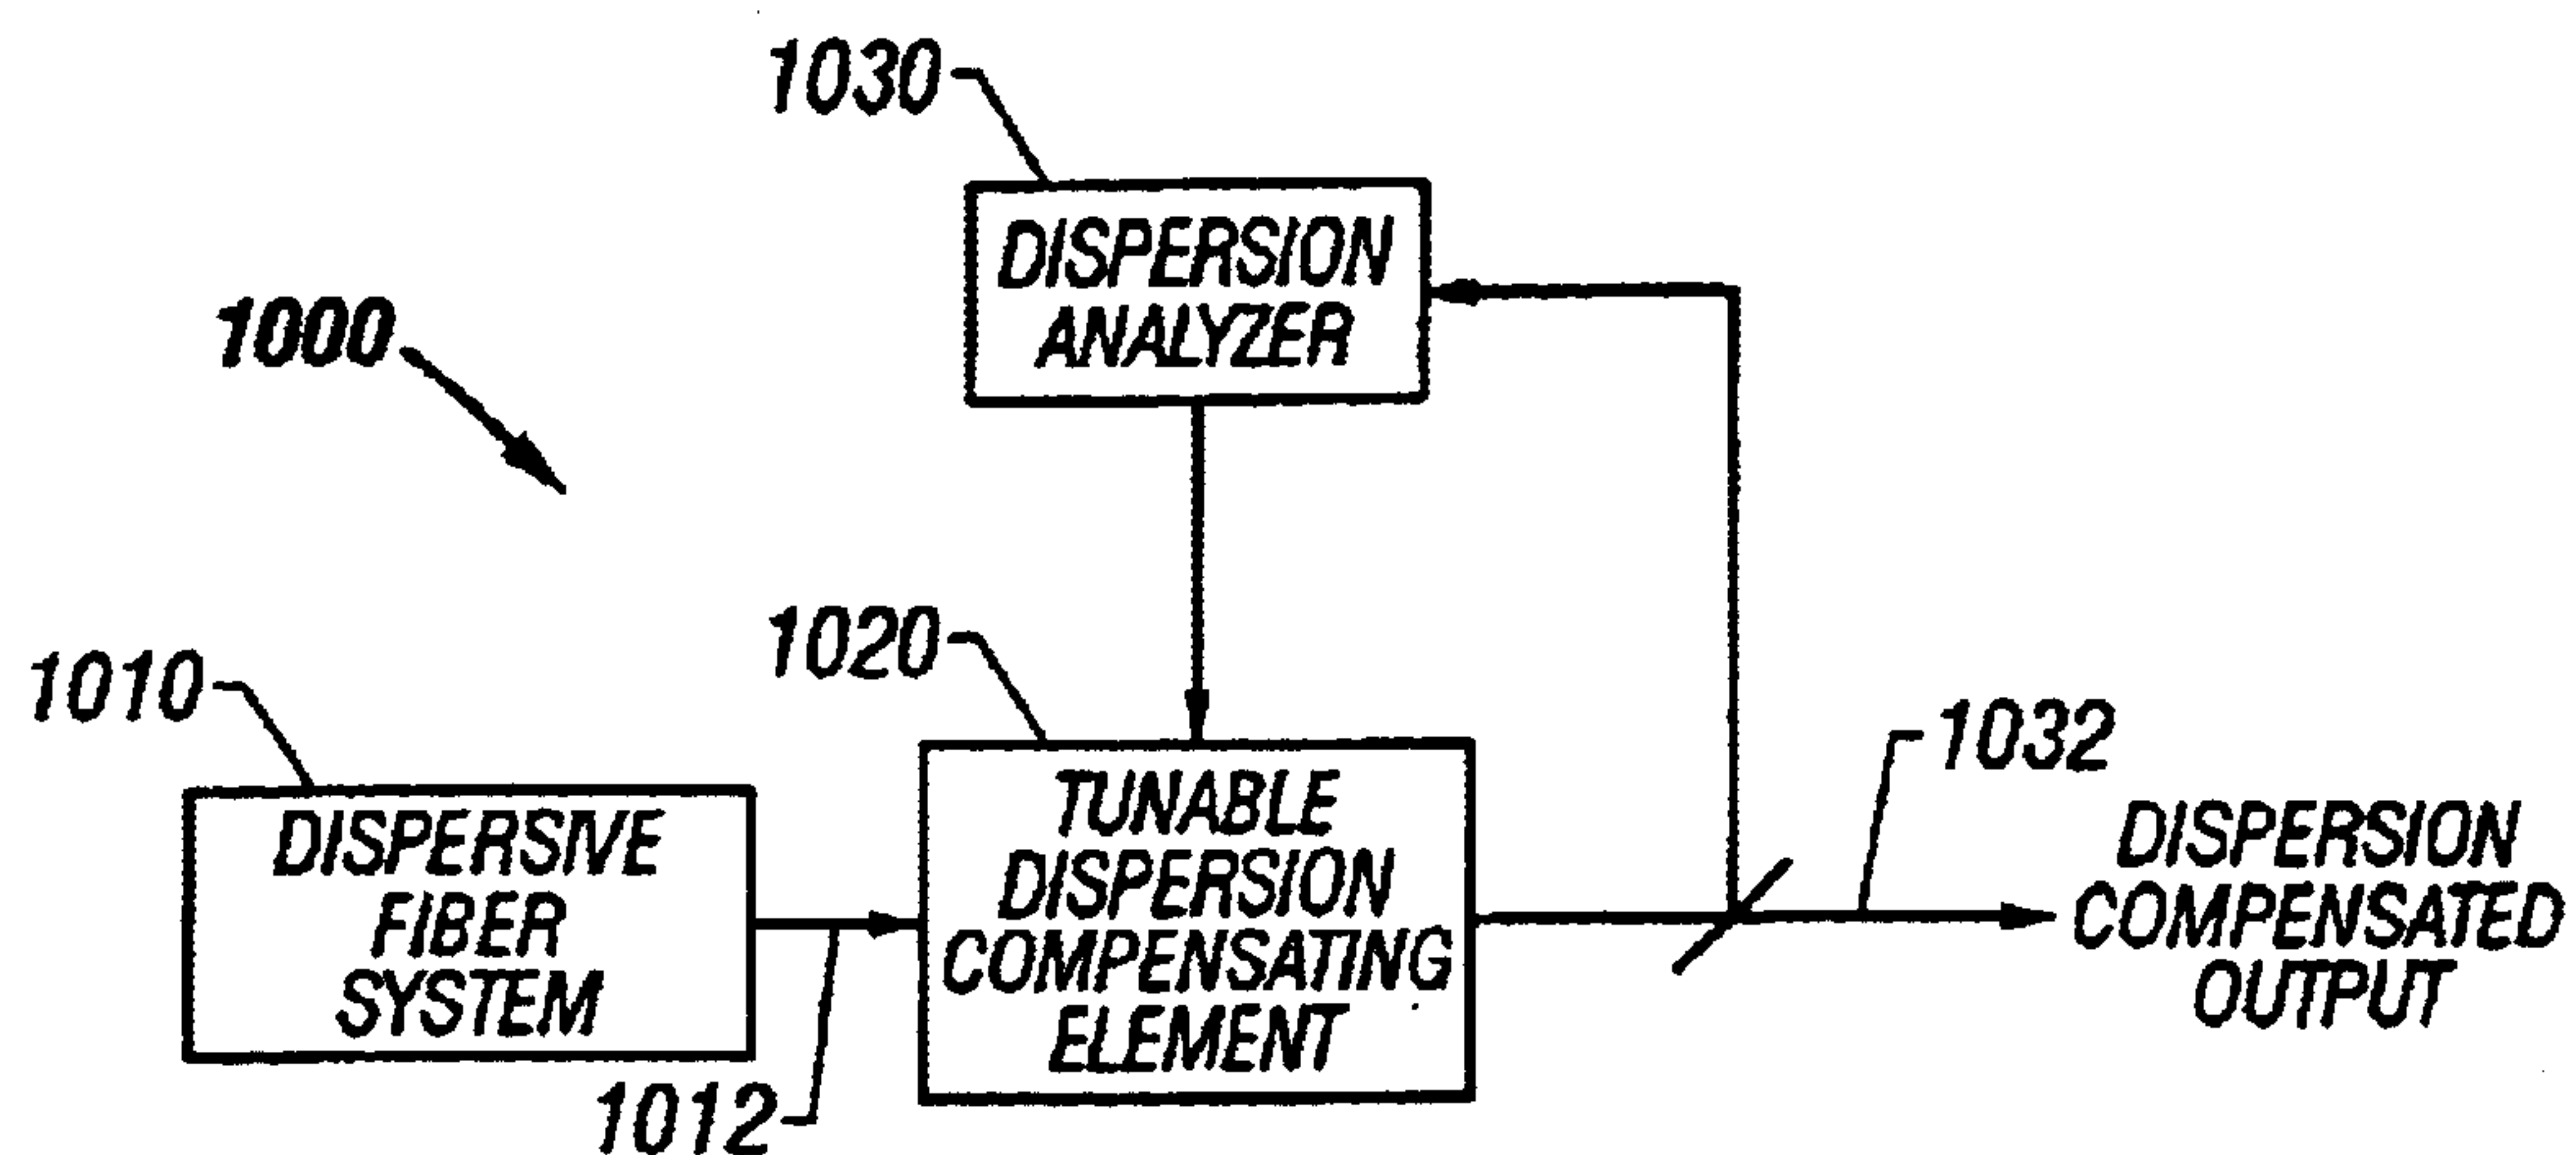 1030
DISPERSION
ANALYZER
1000
1020
1010
1032
TUNABLE
DISPERSION
COMPENSATING
ELEMENT
DISPERSIVE
FIBER
SYSTEM
DISPERSION
COMPENSATED
OUTPUT
1012